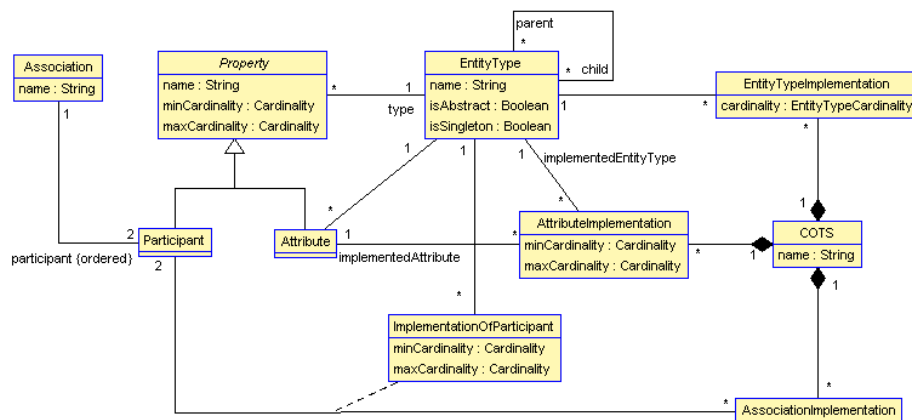 parent
*
* child
Association
name : String
1
Property
name : String
minCardinality : Cardinality
maxCardinality : Cardinality
*
1
type
EntityType
name : String
isAbstract : Boolean
isSingleton : Boolean
1
*
EntityTypeImplementation
cardinality : EntityTypeCardinality
*
1
1
1
implementedEntityType
*
*
1
2
Participant
participant {ordered}
2
Attribute
1
implementedAttribute
*
AttributeImplementation
minCardinality : Cardinality
maxCardinality : Cardinality
*
1
COTS
name : String
1
*
ImplementationOfParticipant
minCardinality : Cardinality
maxCardinality : Cardinality
*
*
AssociationImplementation